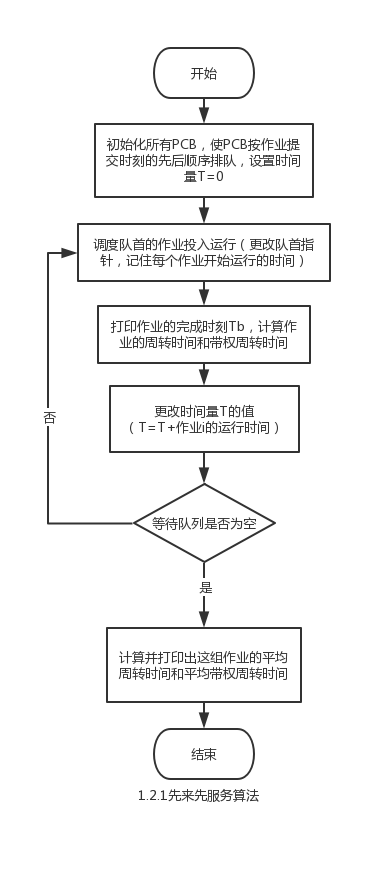 开始
初始化所有PCB，使PCB按作业提
交时刻的先后顺序排队，设置时间
量T=0
调度队首的作业投入运行（更改队首指
针，记住每个作业开始运行的时间）
打印作业的完成时刻Tb，计算作
业的周转时间和带权周转时间
更改时间量T的值
（T=T+作业i的运行时间）
否
等待队列是否为空
是
计算并打印出这组作业的平均
周转时间和平均带权周转时间
结束
1.2.1先来先服务算法